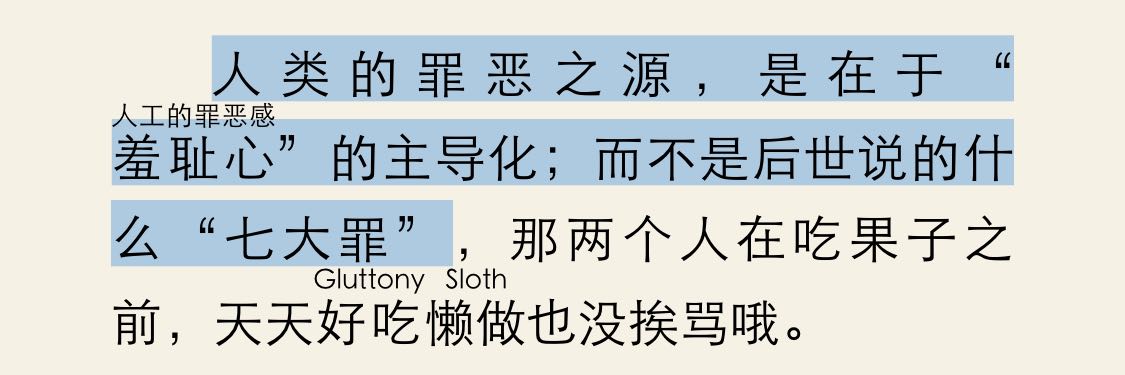 人类的罪恶之源，是在于“
人工的罪恶感
羞耻心”的主导化；而不是后世说的什
么“七大罪”，那两个人在吃果子之
Gluttony Sloth
前，天天好吃懒做也没挨骂哦。